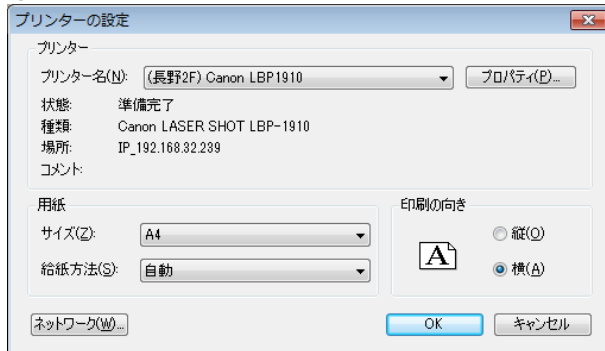 プリンターの設定
プリンター
プリンター名(N): (長野2F) Canon LBP1910 プロパティ(P)...
状態: 準備完了
種類: Canon LASER SHOT LBP-1910
場所: IP_192.168.32.239
コメント:
用紙
サイズ(Z): A4
給紙方法(S): 自動
印刷の向き
A
縦(O)
横(A)
ネットワーク(W)...
OK
キャンセル